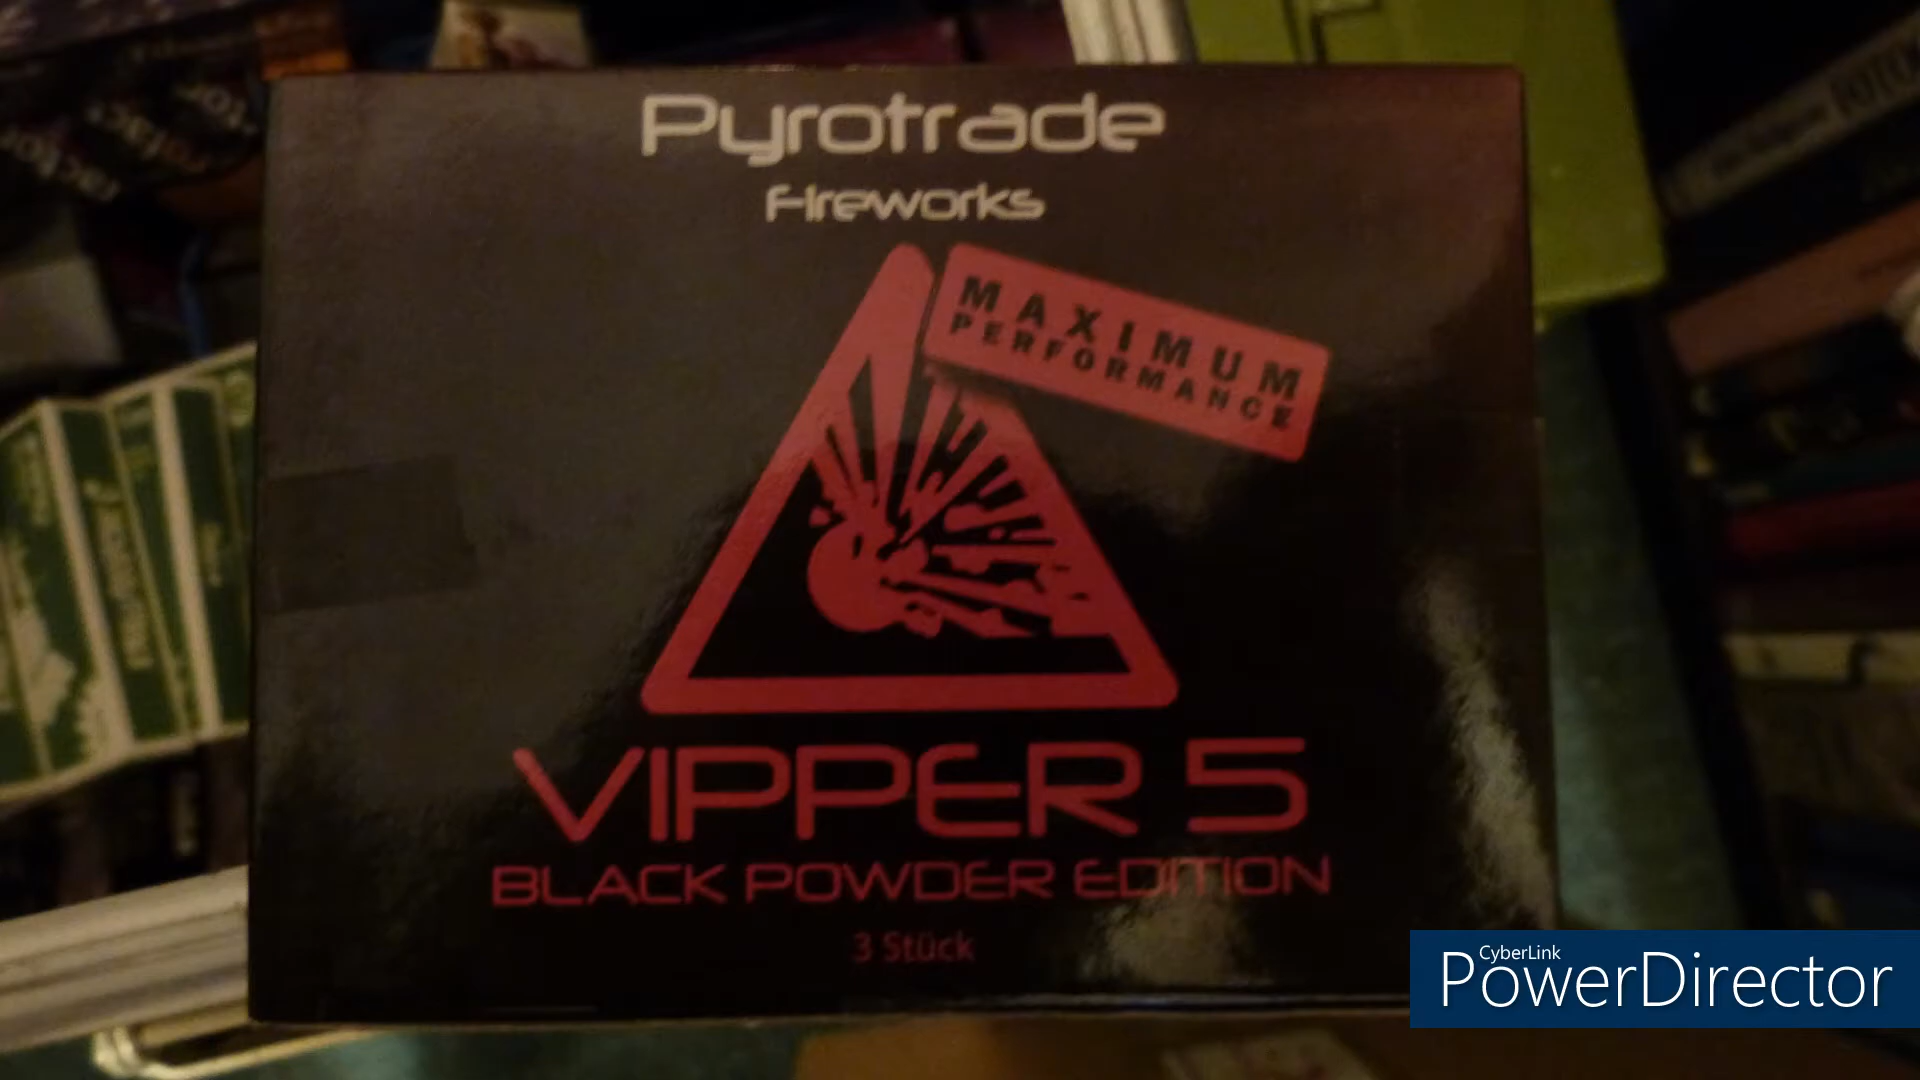 Pyrotrade
Fireworks
MAXIMUM
PERFORMANCE
VIPPER 5
BLACK POWDER EDITION
3 Stück
CyberLink
PowerDirector